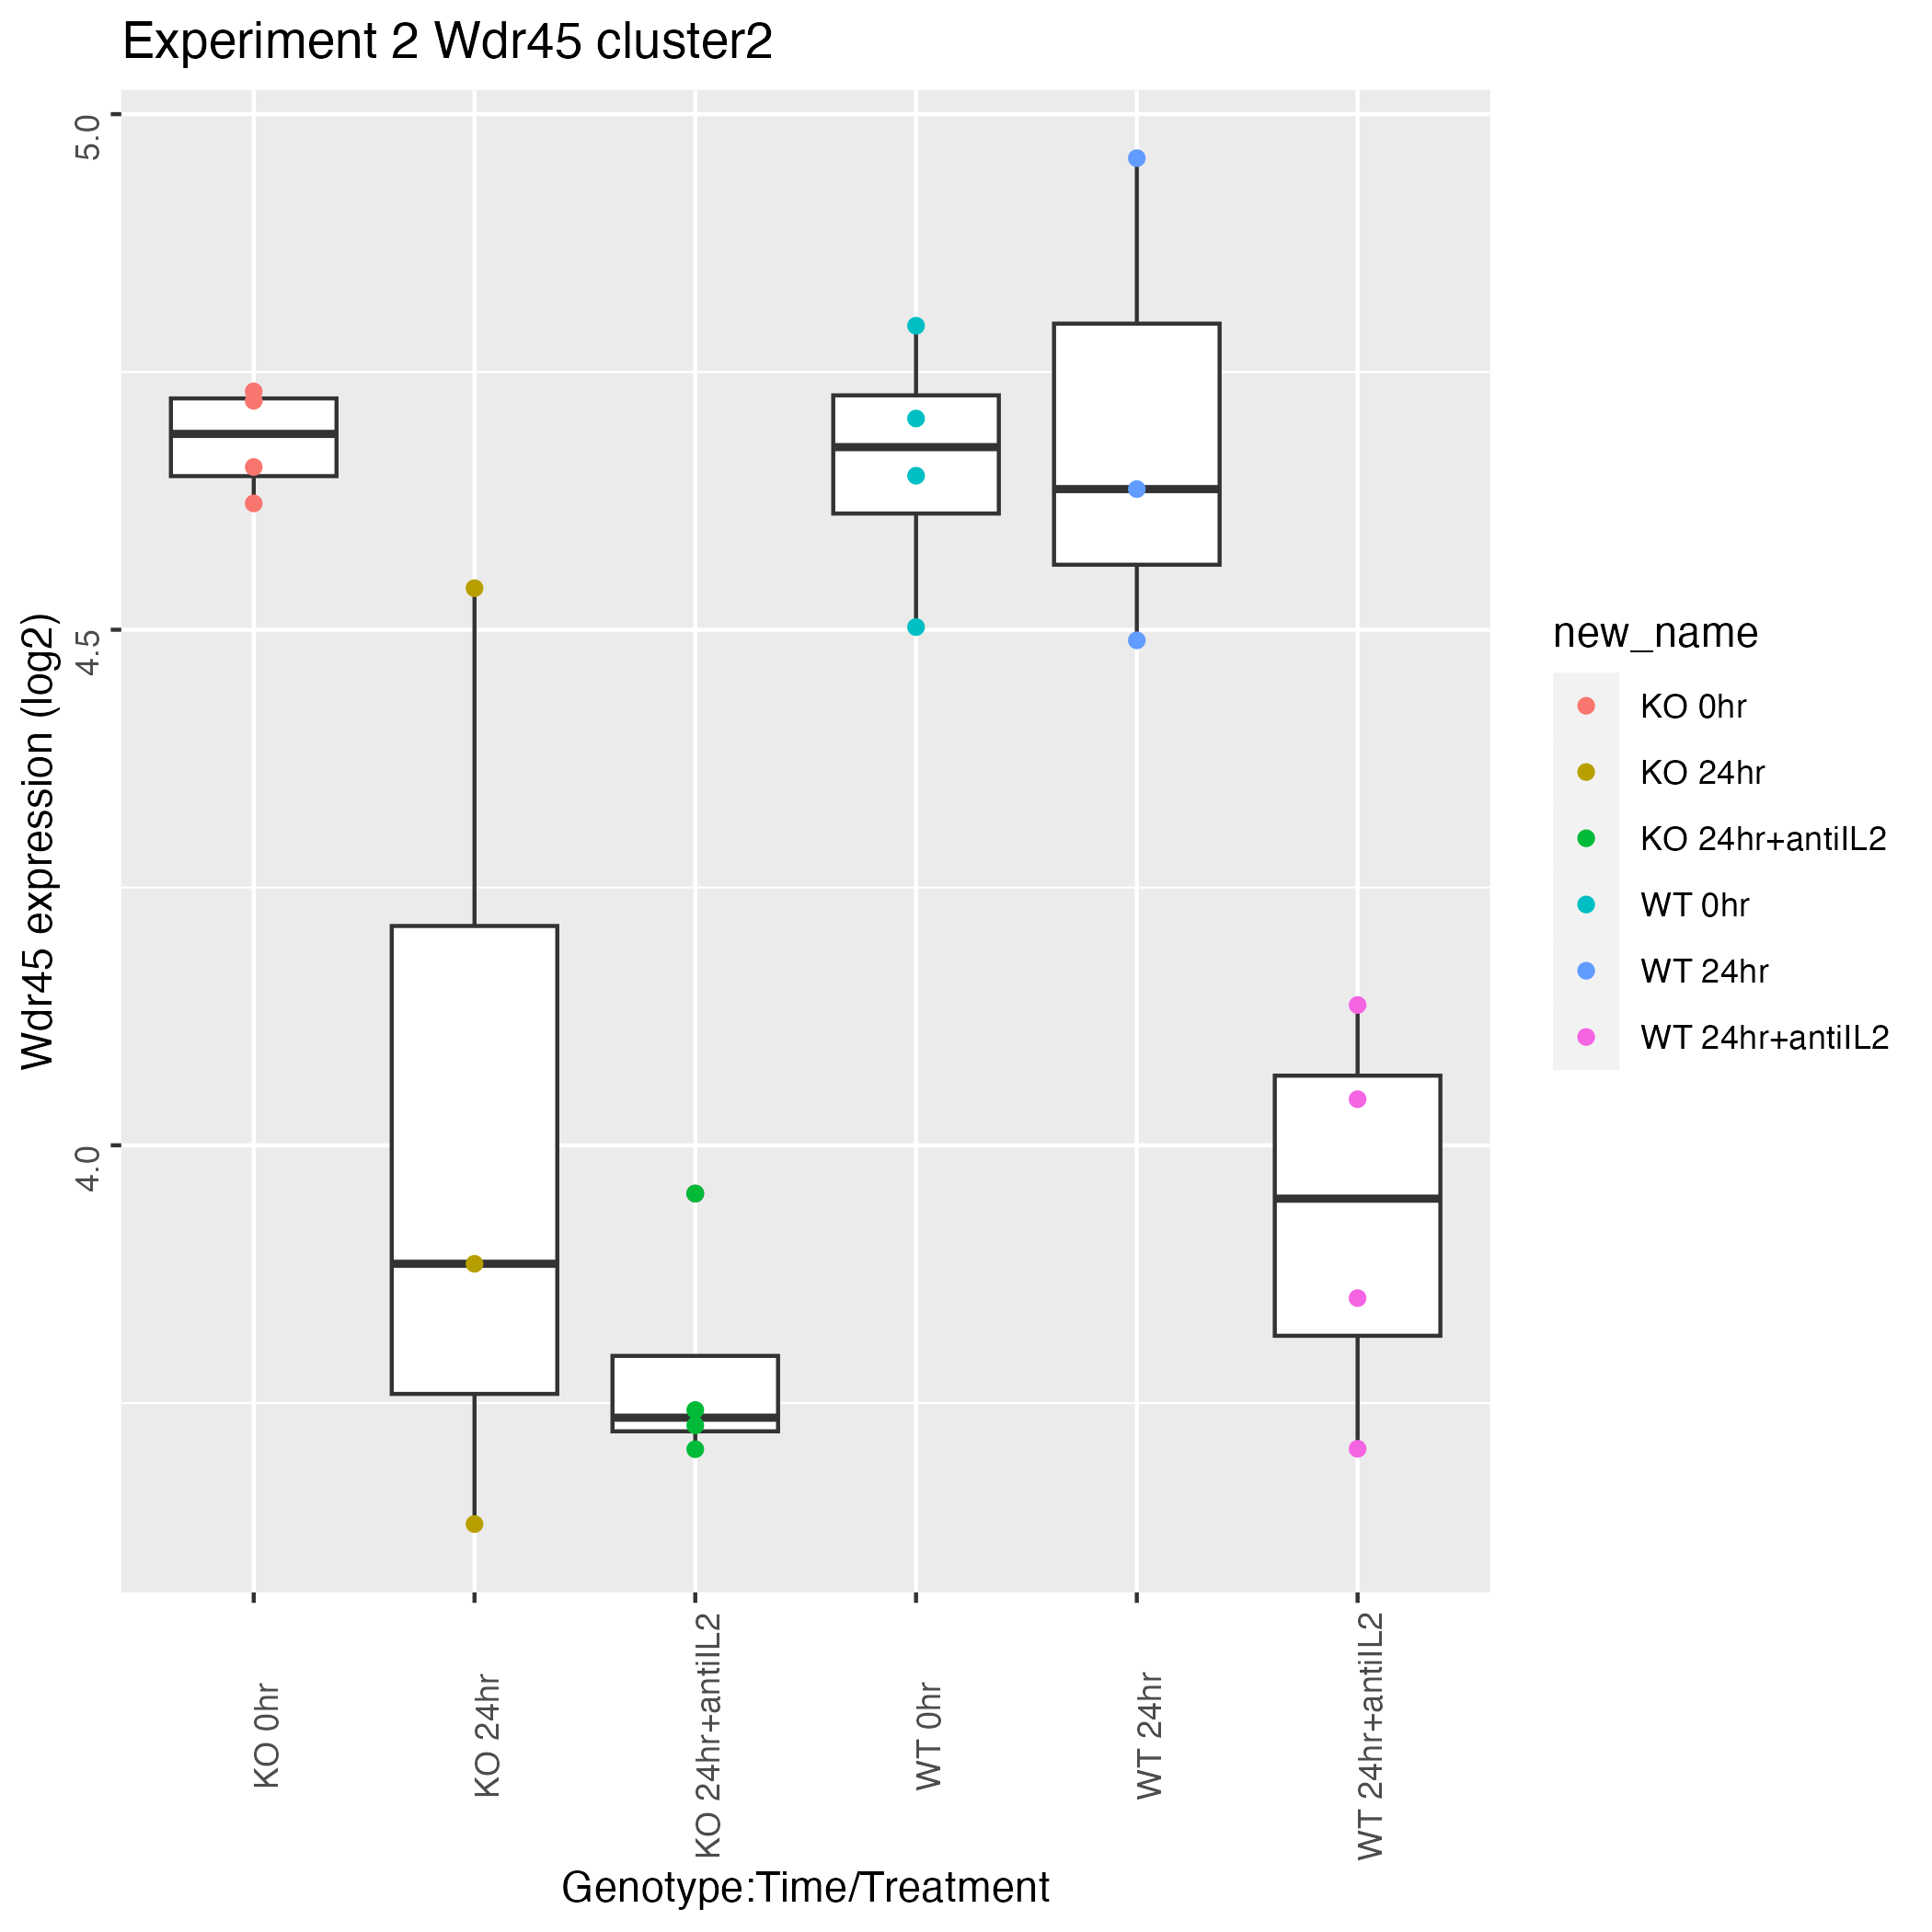 Experiment 2 Wdr45 cluster2
Wdr45 expression (log2)
5.0
4.5
4.0
KO 0hr
KO 24hr
KO 24hr+antiIL2
WT 0hr
WT 24hr
WT 24hr+antiIL2
Genotype:Time/Treatment
new_name
KO 0hr
KO 24hr
KO 24hr+antiIL2
WT 0hr
WT 24hr
WT 24hr+antiIL2